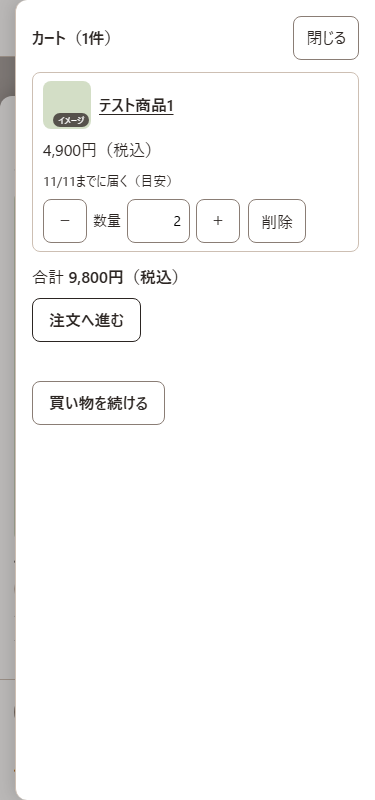 カート（1件）
閉じる
イメージ
テスト商品1
4,900円（税込）
11/11までに届く（目安）
− 数量 2 + 削除
合計 9,800円（税込）
注文へ進む
買い物を続ける